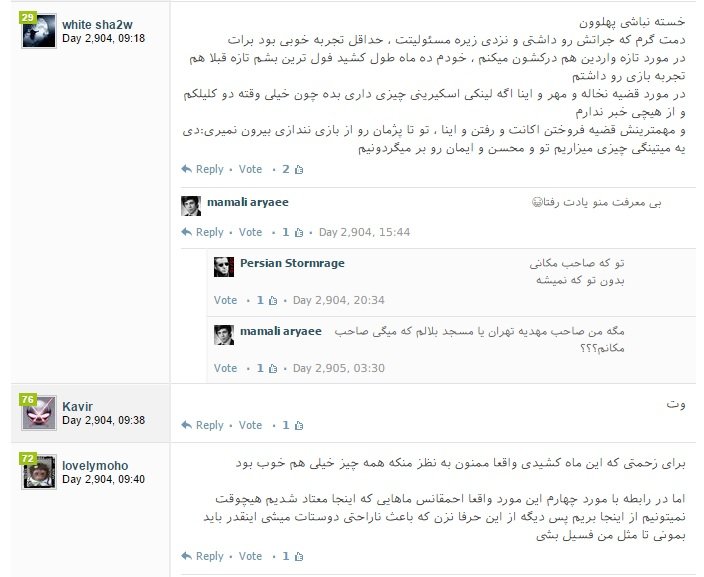 29
white sha2w
Day 2,904, 09:18
خسته نباشی پهلوون
دمت گرم که جراتش رو داشتی و نزدی زیره مسئولیتت ، حداقل تجربه خوبی بود برات
در مورد تازه واردین هم درکشون میکنم ، خودم ده ماه طول کشید فول ترین بشم تازه قبلا هم
تجربه بازی رو داشتم
در مورد قضیه نخاله و مهر و اینا اگه لینکی اسکیرینی چیزی داری بده چون خیلی وقته دو کلیلکم
و از هیچی خبر ندارم
و مهمترینش قضیه فروختن اکانت و رفتن و اینا ، تو تا پژمان رو از بازی نندازی بیرون نمیری:دی
یه میتینگی چیزی میزاریم تو و محسن و ایمان رو بر میگردونیم
Reply • Vote • 2
mamali aryaee
بی معرفت منو یادت رفتا😀
Reply • Vote • 1 • Day 2,904, 15:44
Persian Stormrage
تو که صاحب مکانی
بدون تو که نمیشه
Vote • 1 • Day 2,904, 20:34
mamali aryaee
مگه من صاحب مهدیه تهران یا مسجد بلالم که میگی صاحب
مکانم؟؟؟
Vote • 1 • Day 2,905, 03:30
76
Kavir
Day 2,904, 09:38
وت
Reply • Vote • 1
72
lovelymoho
Day 2,904, 09:40
برای زحمتی که این ماه کشیدی واقعا ممنون به نظز منکه همه چیز خیلی هم خوب بود
اما در رابطه با مورد چهارم این مورد واقعا احمقانس ماهایی که اینجا معتاد شدیم هیچوقت
نمیتونیم از اینجا بریم پس دیگه از این حرفا نزن که باعث ناراحتی دوستات میشی اینقدر باید
بمونی تا مثل من فسیل بشی
Reply • Vote • 1